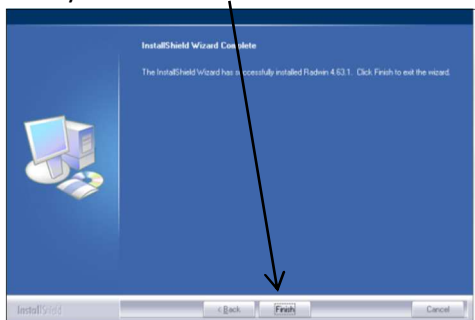 InstallShield Wizard Complete
The InstallShield Wizard has successfully installed Radwin 4.63.1. Click Finish to exit the wizard.
InstallShield
< Back
Finish
Cancel